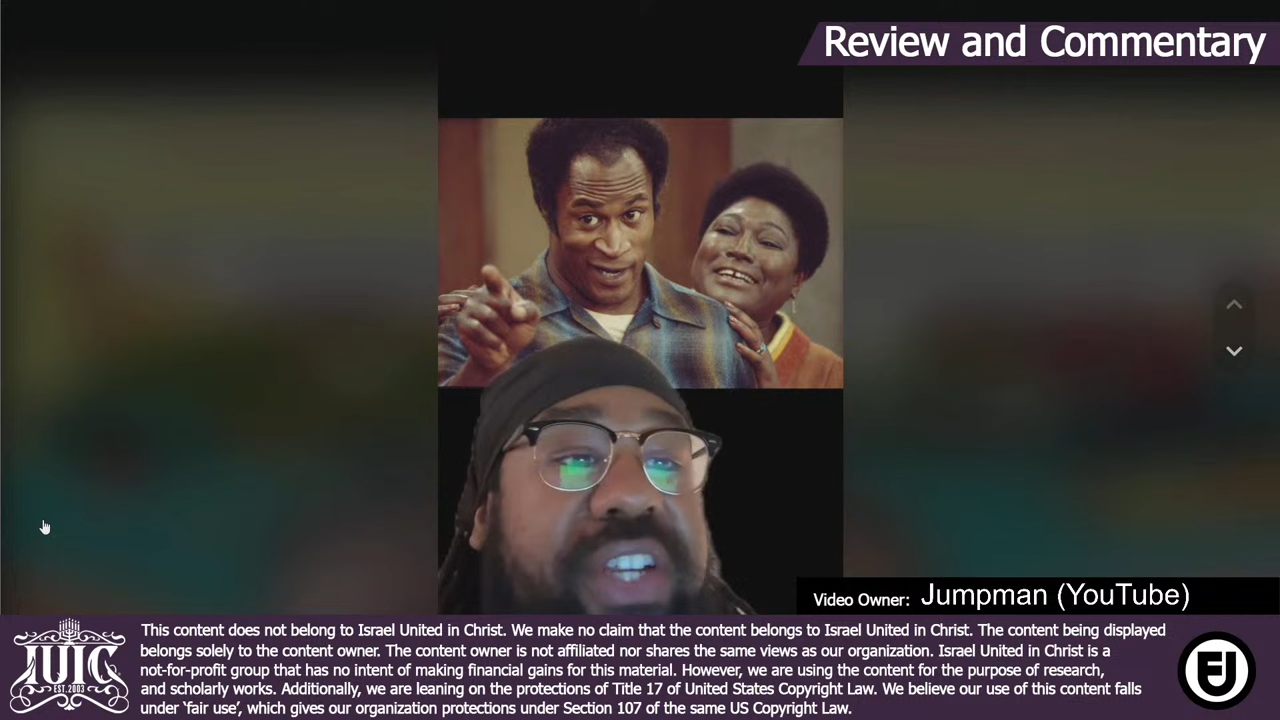 Review and Commentary
Video Owner: Jumpman (YouTube)
This content does not belong to Israel United in Christ. We make no claim that the content belongs to Israel United in Christ. The content being displayed
belongs solely to the content owner. The content owner is not affiliated nor shares the same views as our organization. Israel United in Christ is a
not-for-profit group that has no intent of making financial gains for this material. However, we are using the content for the purpose of research,
and scholarly works. Additionally, we are leaning on the protections of Title 17 of United States Copyright Law. We believe our use of this content falls
under ‘fair use’, which gives our organization protections under Section 107 of the same US Copyright Law.
IUIC
EST. 2003